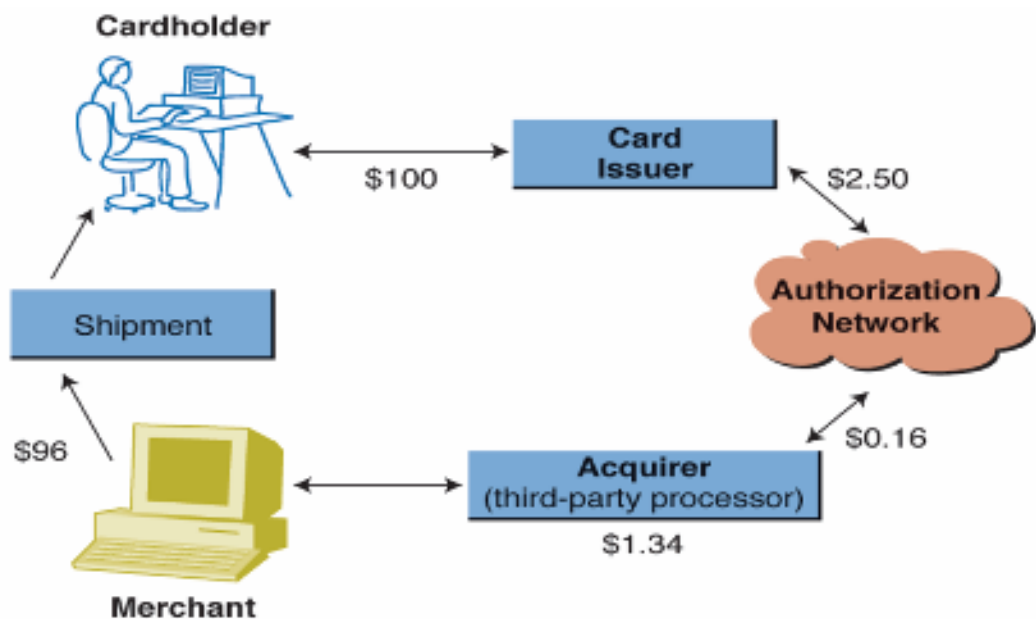 Cardholder
Card
Issuer
$100
$2.50
Authorization
Network
Shipment
$96
$0.16
Acquirer
(third-party processor)
$1.34
Merchant